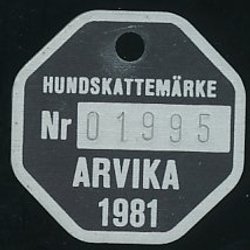 HUNDSKATTEMÄRKE
Nr 01995
ARVIKA
1981